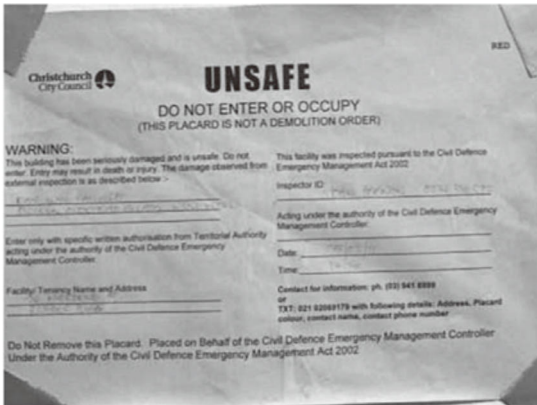 RED
Christchurch
City Council
UNSAFE
DO NOT ENTER OR OCCUPY
(THIS PLACARD IS NOT A DEMOLITION ORDER)
WARNING:
This building has been seriously damaged and is unsafe. Do not
enter. Entry may result in death or injury. The damage observed from
external inspection is as described below :-
Enter only with specific written authorisation from Territorial Authority
acting under the authority of the Civil Defence Emergency
Management Controller.
Facility/ Tenancy Name and Address
This facility was inspected pursuant to the Civil Defence
Emergency Management Act 2002
Inspector ID:
Acting under the authority of the Civil Defence Emergency
Management Controller.
Date:
Time:
Contact for information: ph. (03) 941 8999
or
TXT: 021 02069178 with following details: Address, Placard
colour, contact name, contact phone number
Do Not Remove this Placard. Placed on Behalf of the Civil Defence Emergency Management Controller
Under the Authority of the Civil Defence Emergency Management Act 2002